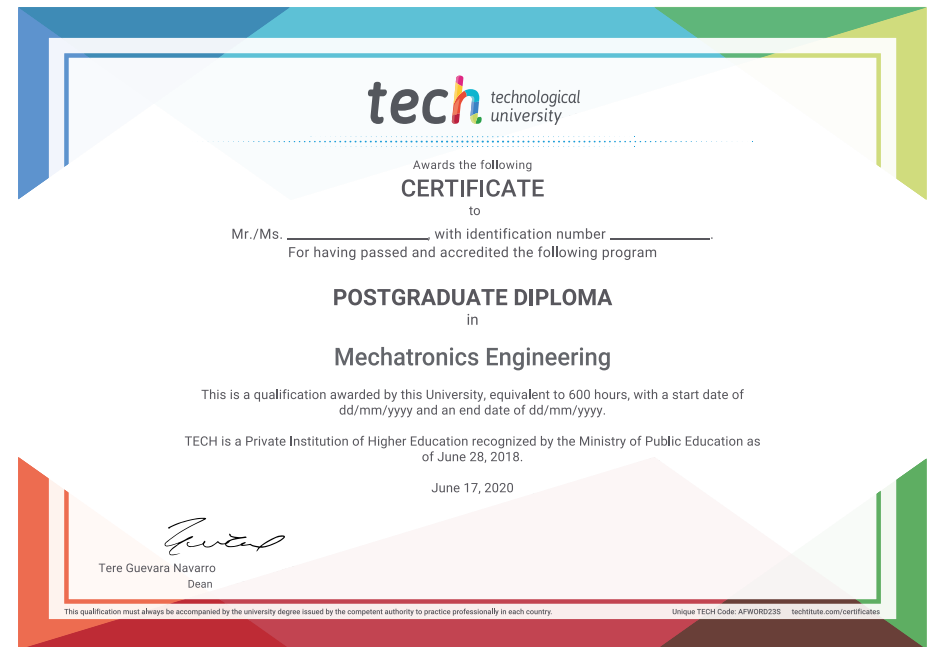 tech technological
university
Awards the following
CERTIFICATE
to
Mr./Ms. ____________________, with identification number ______________.
For having passed and accredited the following program
POSTGRADUATE DIPLOMA
in
Mechatronics Engineering
This is a qualification awarded by this University, equivalent to 600 hours, with a start date of
dd/mm/yyyy and an end date of dd/mm/yyyy.
TECH is a Private Institution of Higher Education recognized by the Ministry of Public Education as
of June 28, 2018.
June 17, 2020
Tere Guevara Navarro
Dean
This qualification must always be accompanied by the university degree issued by the competent authority to practice professionally in each country.
Unique TECH Code: AFWORD23S techtitute.com/certificates